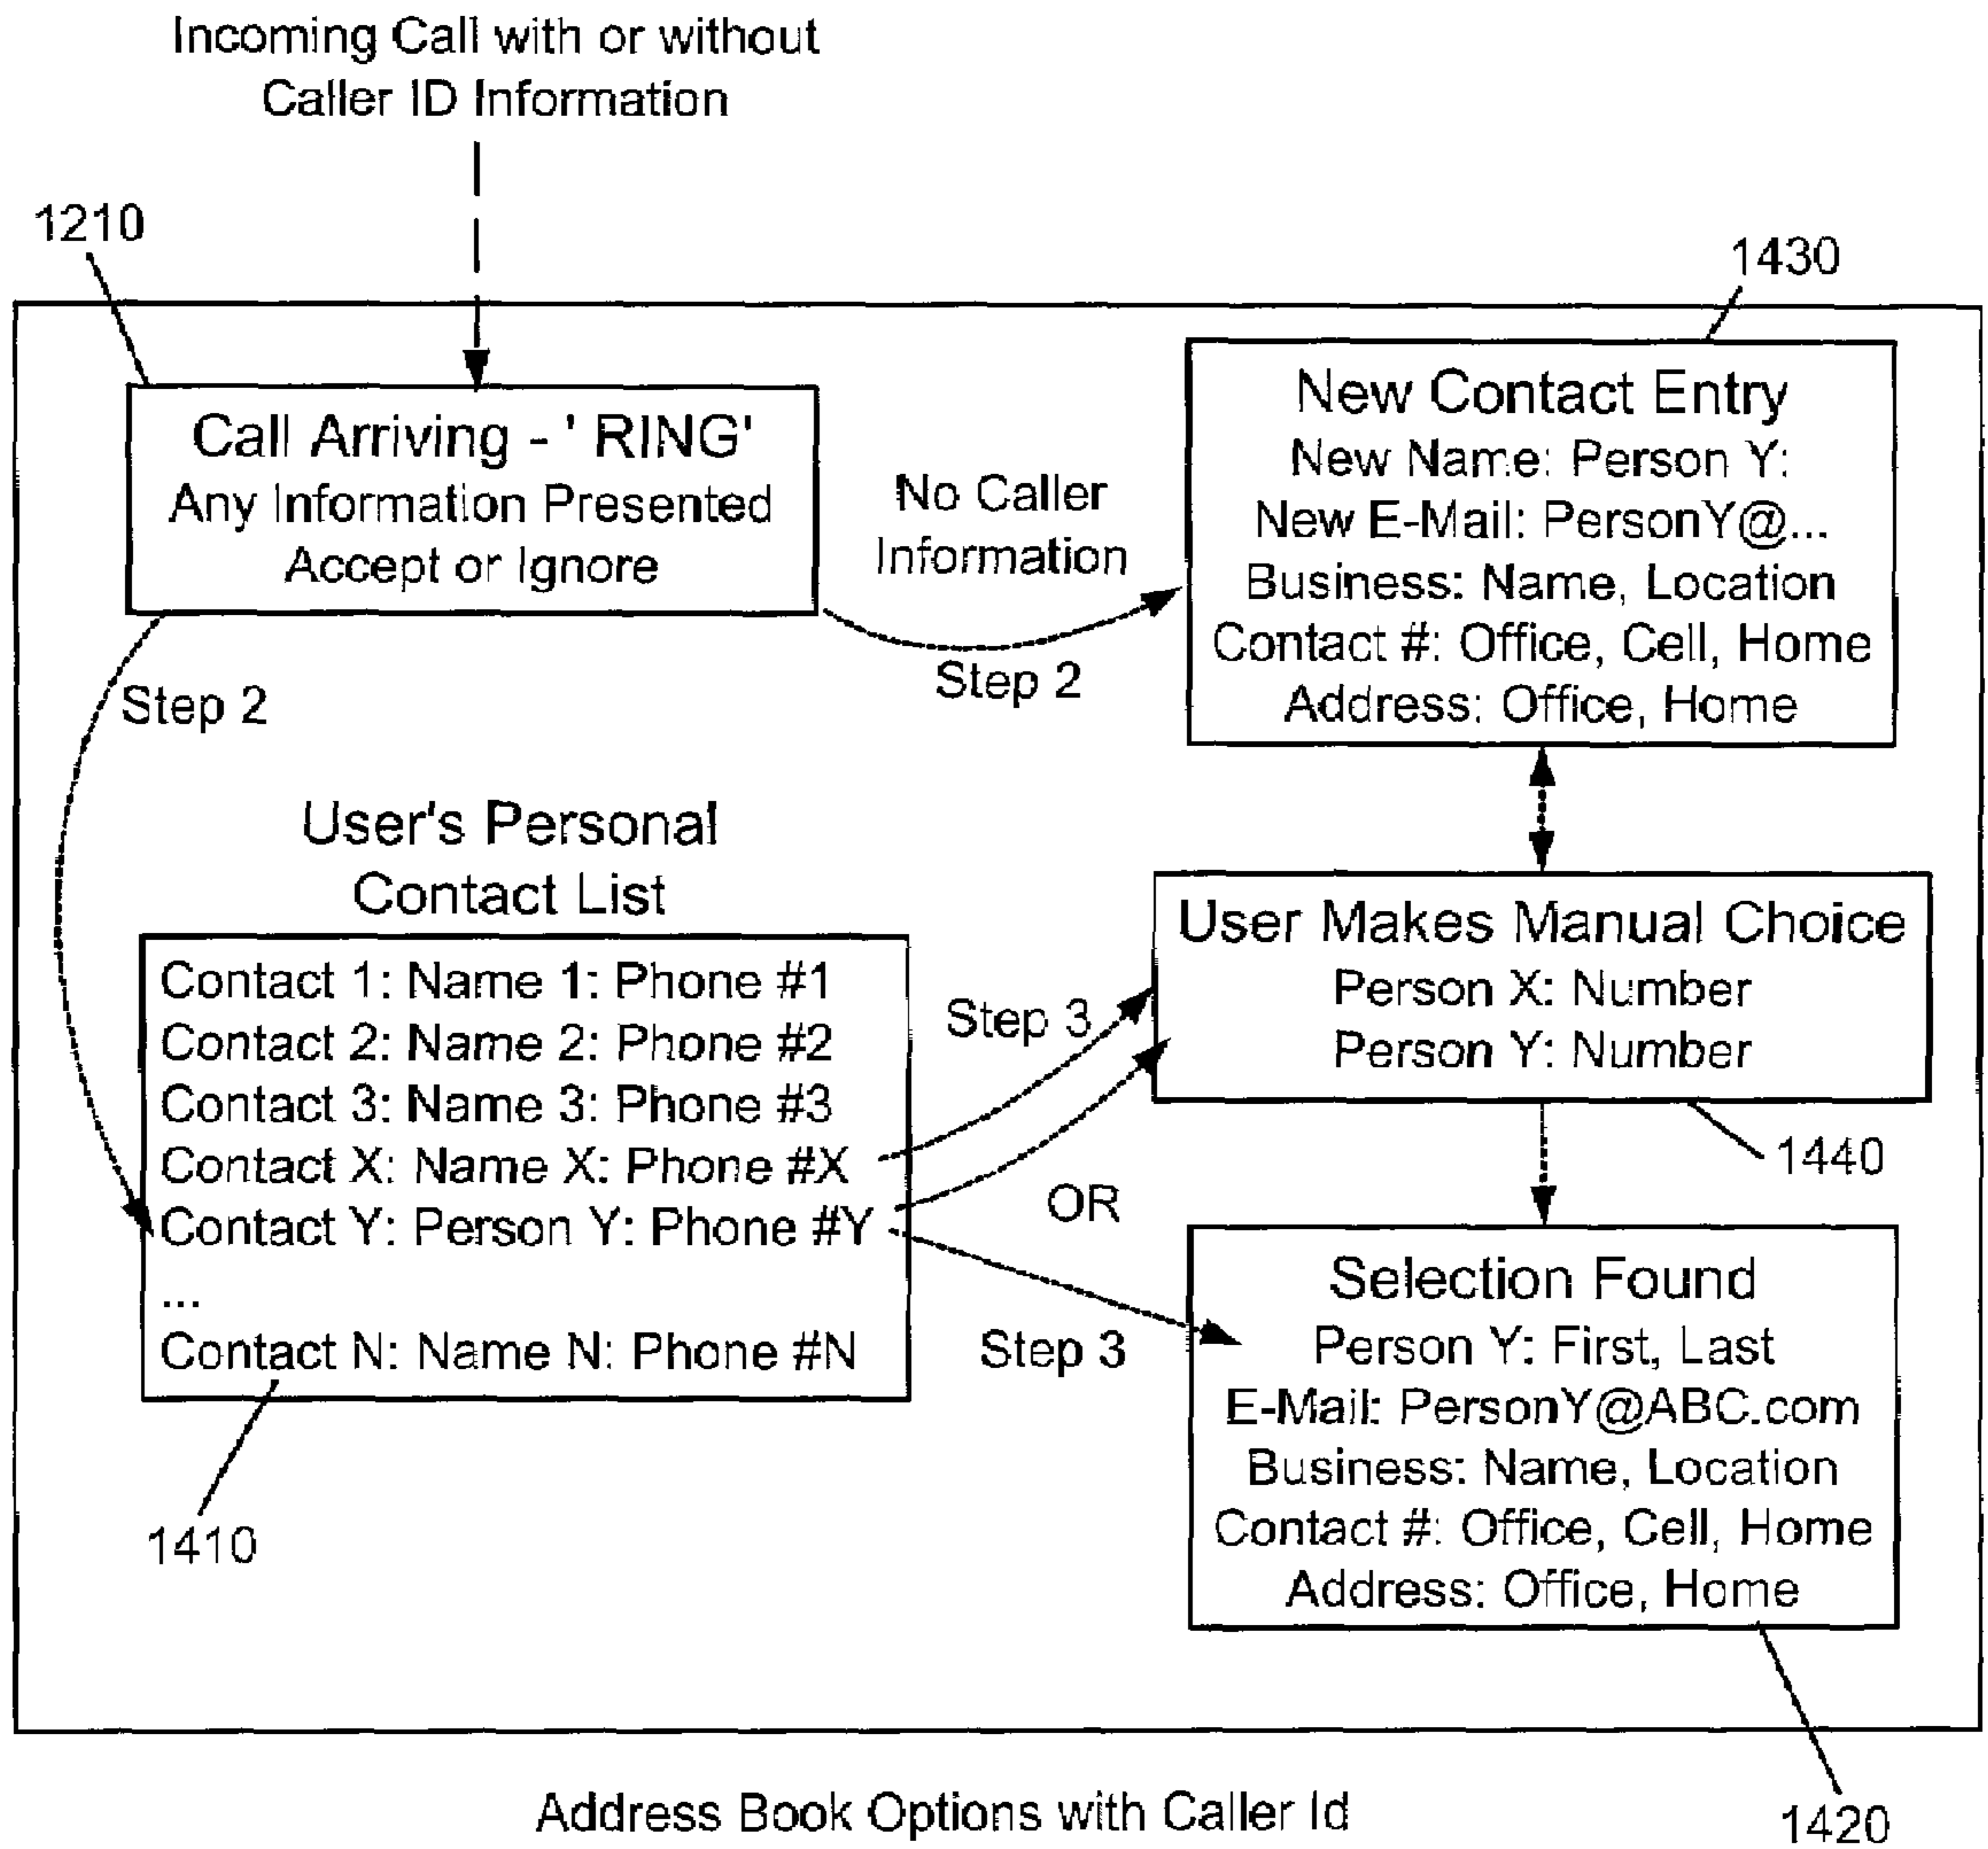 Incoming Call with or without
Caller ID Information
1210
1430
Call Arriving - ' RING'
Any Information Presented
Accept or Ignore
No Caller
Information
Step 2
New Contact Entry
New Name: Person Y:
New E-Mail: PersonY@...
Business: Name, Location
Contact #: Office, Cell, Home
Address: Office, Home
Step 2
User's Personal
Contact List
Contact 1: Name 1: Phone #1
Contact 2: Name 2: Phone #2
Contact 3: Name 3: Phone #3
Contact X: Name X: Phone #X
Contact Y: Person Y: Phone #Y
...
Contact N: Name N: Phone #N
1410
Step 3
OR
Step 3
User Makes Manual Choice
Person X: Number
Person Y: Number
1440
Selection Found
Person Y: First, Last
E-Mail: PersonY@ABC.com
Business: Name, Location
Contact #: Office, Cell, Home
Address: Office, Home
1420
Address Book Options with Caller Id